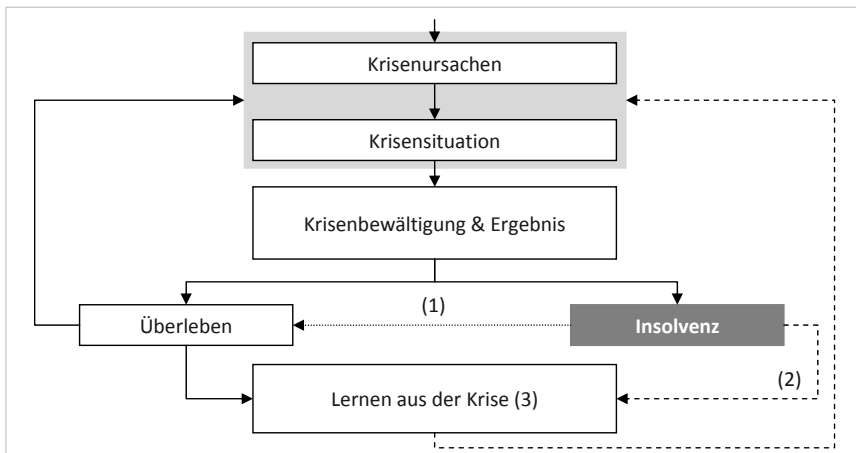 Krisenursachen
Krisensituation
Krisenbewältigung & Ergebnis
(1)
Überleben
Insolvenz
(2)
Lernen aus der Krise (3)